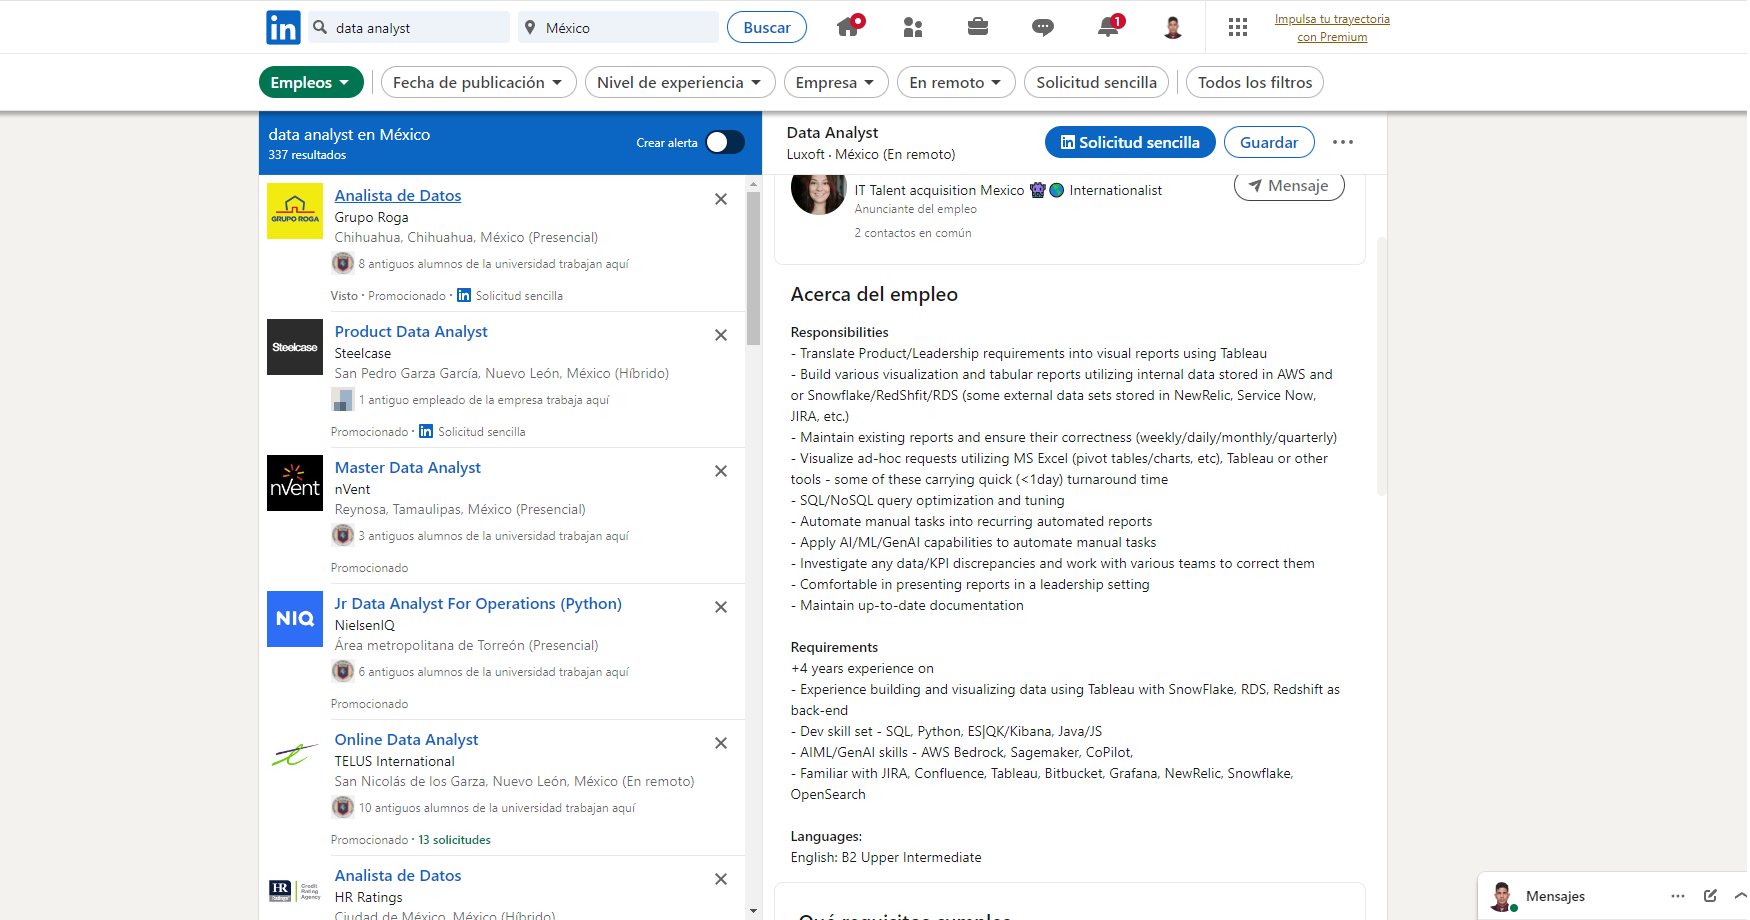 in
data analyst
México
Buscar
1
Impulsa tu trayectoria
con Premium
Empleos
Fecha de publicación
Nivel de experiencia
Empresa
En remoto
Solicitud sencilla
Todos los filtros
data analyst en México
337 resultados
Crear alerta
GRUPO ROGA
Analista de Datos
Grupo Roga
Chihuahua, Chihuahua, México (Presencial)
8 antiguos alumnos de la universidad trabajan aquí
Visto · Promocionado · in Solicitud sencilla
Steelcase
Product Data Analyst
Steelcase
San Pedro Garza García, Nuevo León, México (Híbrido)
1 antiguo empleado de la empresa trabaja aquí
Promocionado · in Solicitud sencilla
nVent
Master Data Analyst
nVent
Reynosa, Tamaulipas, México (Presencial)
3 antiguos alumnos de la universidad trabajan aquí
Promocionado
NIQ
Jr Data Analyst For Operations (Python)
NielsenIQ
Área metropolitana de Torreón (Presencial)
6 antiguos alumnos de la universidad trabajan aquí
Promocionado
Online Data Analyst
TELUS International
San Nicolás de los Garza, Nuevo León, México (En remoto)
10 antiguos alumnos de la universidad trabajan aquí
Promocionado · 13 solicitudes
HR
Ratings
Credit
Rating
Agency
Analista de Datos
HR Ratings
Ciudad de México, México (Híbrido)
Data Analyst
Luxoft · México (En remoto)
in Solicitud sencilla
Guardar
IT Talent acquisition Mexico Internationalist
Anunciante del empleo
2 contactos en común
Mensaje
Acerca del empleo
Responsibilities
- Translate Product/Leadership requirements into visual reports using Tableau
- Build various visualization and tabular reports utilizing internal data stored in AWS and
or Snowflake/RedShfit/RDS (some external data sets stored in NewRelic, Service Now,
JIRA, etc.)
- Maintain existing reports and ensure their correctness (weekly/daily/monthly/quarterly)
- Visualize ad-hoc requests utilizing MS Excel (pivot tables/charts, etc), Tableau or other
tools - some of these carrying quick (<1day) turnaround time
- SQL/NoSQL query optimization and tuning
- Automate manual tasks into recurring automated reports
- Apply AI/ML/GenAI capabilities to automate manual tasks
- Investigate any data/KPI discrepancies and work with various teams to correct them
- Comfortable in presenting reports in a leadership setting
- Maintain up-to-date documentation
Requirements
+4 years experience on
- Experience building and visualizing data using Tableau with SnowFlake, RDS, Redshift as
back-end
- Dev skill set - SQL, Python, ES|QK/Kibana, Java/JS
- AIML/GenAI skills - AWS Bedrock, Sagemaker, CoPilot,
- Familiar with JIRA, Confluence, Tableau, Bitbucket, Grafana, NewRelic, Snowflake,
OpenSearch
Languages:
English: B2 Upper Intermediate
Qué requisitos cumples
Mensajes